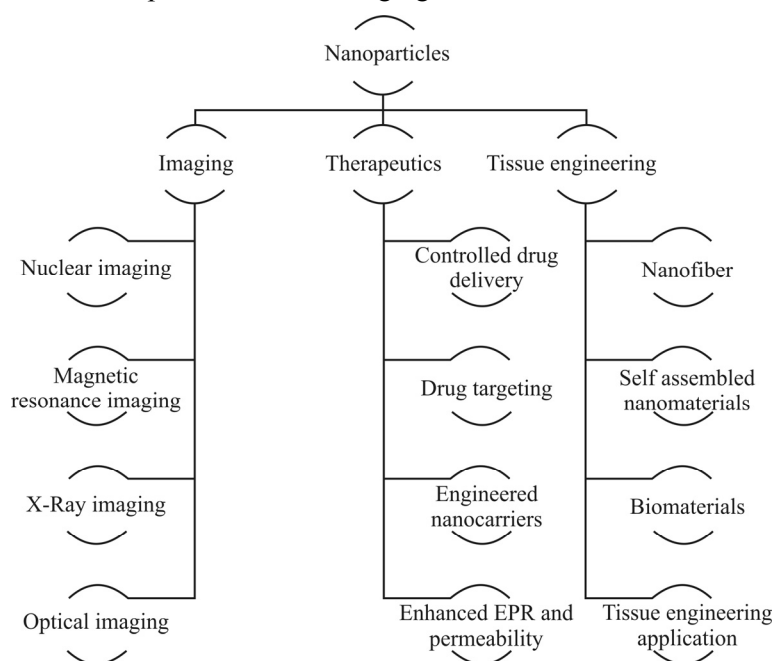 Nanoparticles
Imaging
Therapeutics
Tissue engineering
Nuclear imaging
Magnetic
resonance imaging
X-Ray imaging
Optical imaging
Controlled drug
delivery
Drug targeting
Engineered
nanocarriers
Enhanced EPR and
permeability
Nanofiber
Self assembled
nanomaterials
Biomaterials
Tissue engineering
application